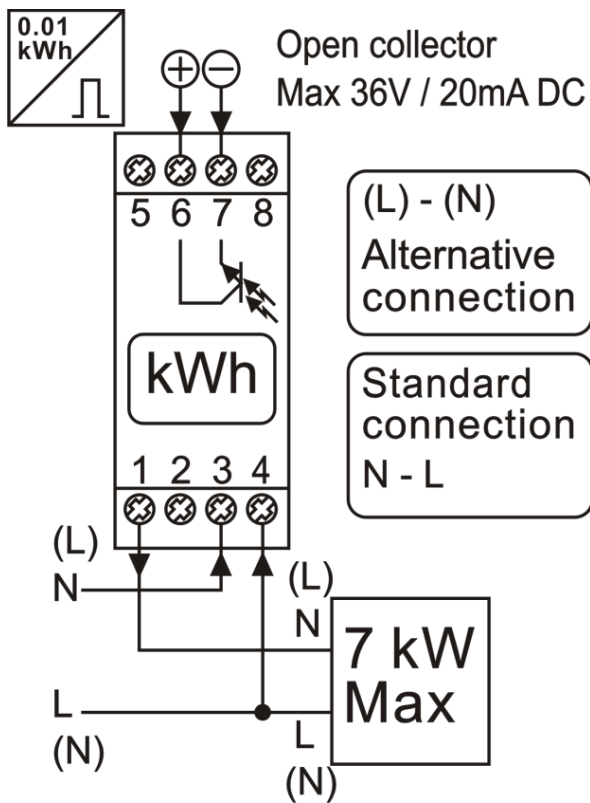 0.01
kWh
+ −
Open collector
Max 36V / 20mA DC
5 6 7 8
(L) - (N)
Alternative
connection
kWh
Standard
connection
N - L
1 2 3 4
(L)
N
(L)
N
7 kW
Max
L
(N)
L
(N)